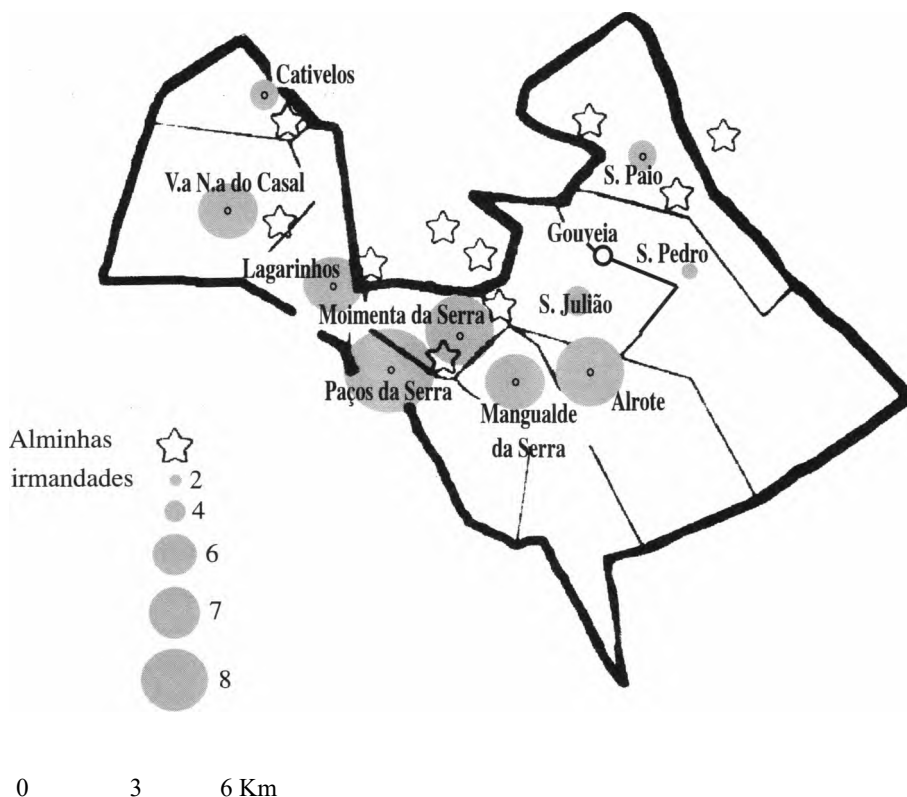 Cativelos
V.a N.a do Casal
S. Paio
Gouveia
S. Pedro
Lagarinhos
Moimenta da Serra
S. Julião
Paços da Serra
Mangualde
da Serra
Alrote
Alminhas
irmandades
2
4
6
7
8
0 3 6 Km